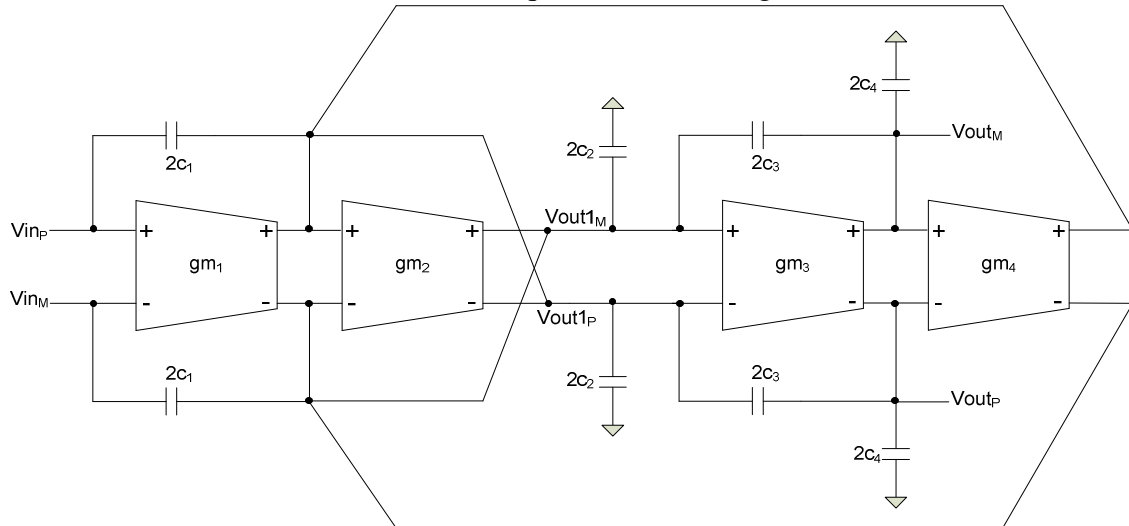 2c₄
2c₂
VoutM
2c₁
2c₃
VinP
+ +
+ +
Vout1M
+ +
+ +
gm₁
gm₂
gm₃
gm₄
VinM
- -
- -
Vout1P
- -
- -
2c₁
2c₂
2c₃
VoutP
2c₄